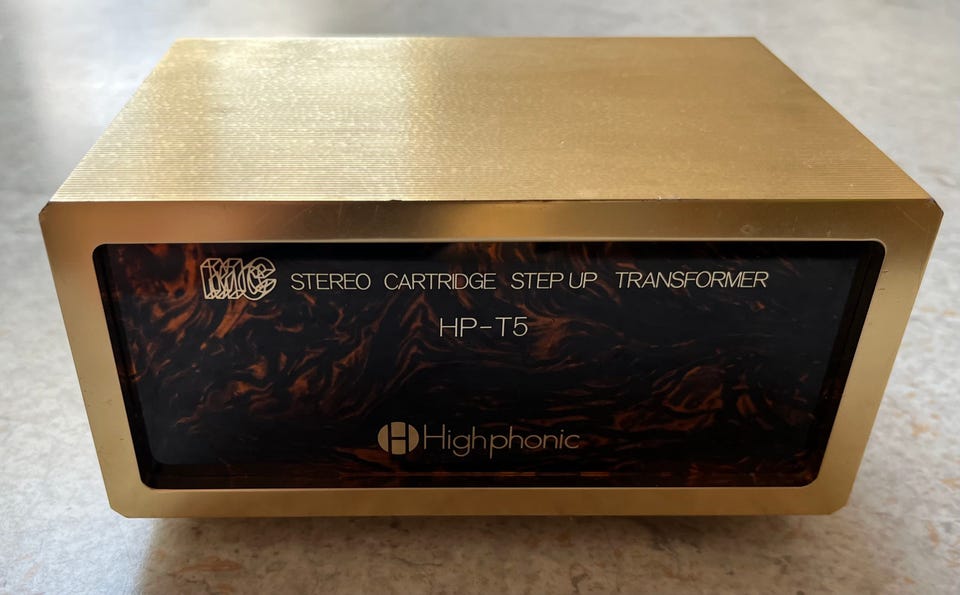 MC STEREO CARTRIDGE STEP UP TRANSFORMER
HP-T5
H Highphonic